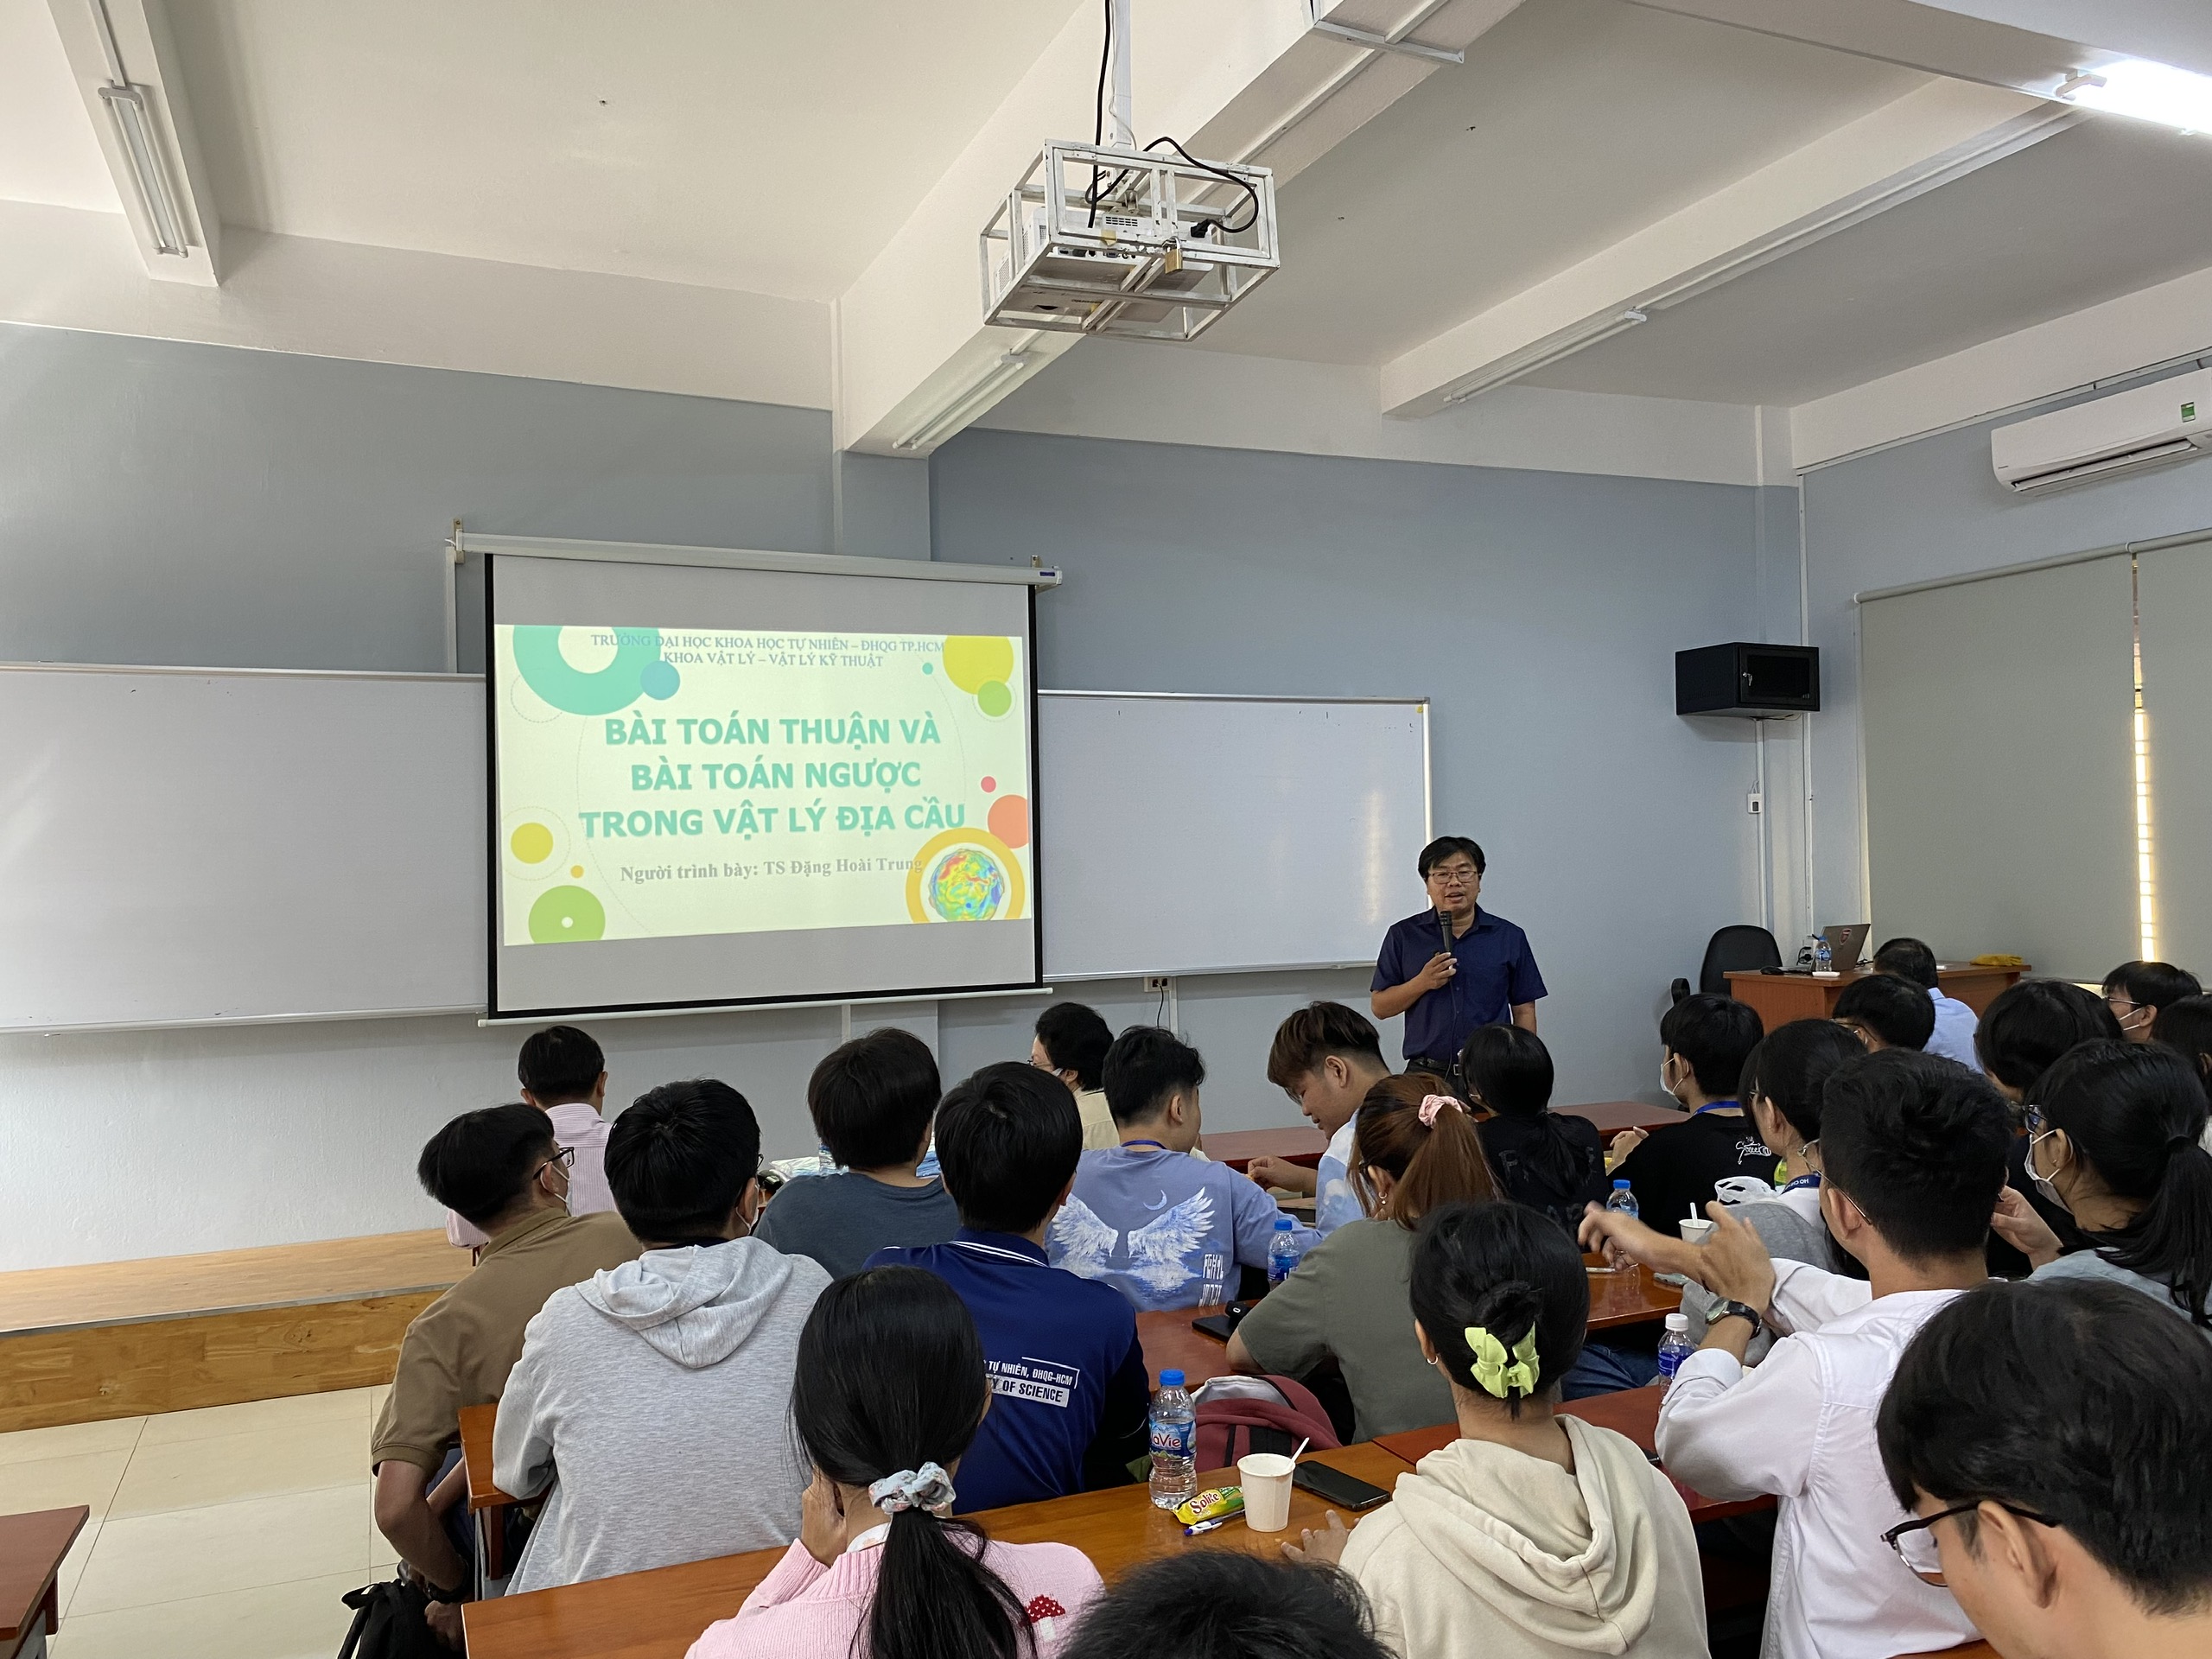 TRƯỜNG ĐẠI HỌC KHOA HỌC TỰ NHIÊN – ĐHQG TP.HCM
KHOA VẬT LÝ – VẬT LÝ KỸ THUẬT
BÀI TOÁN THUẬN VÀ
BÀI TOÁN NGƯỢC
TRONG VẬT LÝ ĐỊA CẦU
Người trình bày: TS Đặng Hoài Trung
TỰ NHIÊN, ĐHQG-HCM
OF SCIENCE
LaVie
Solite